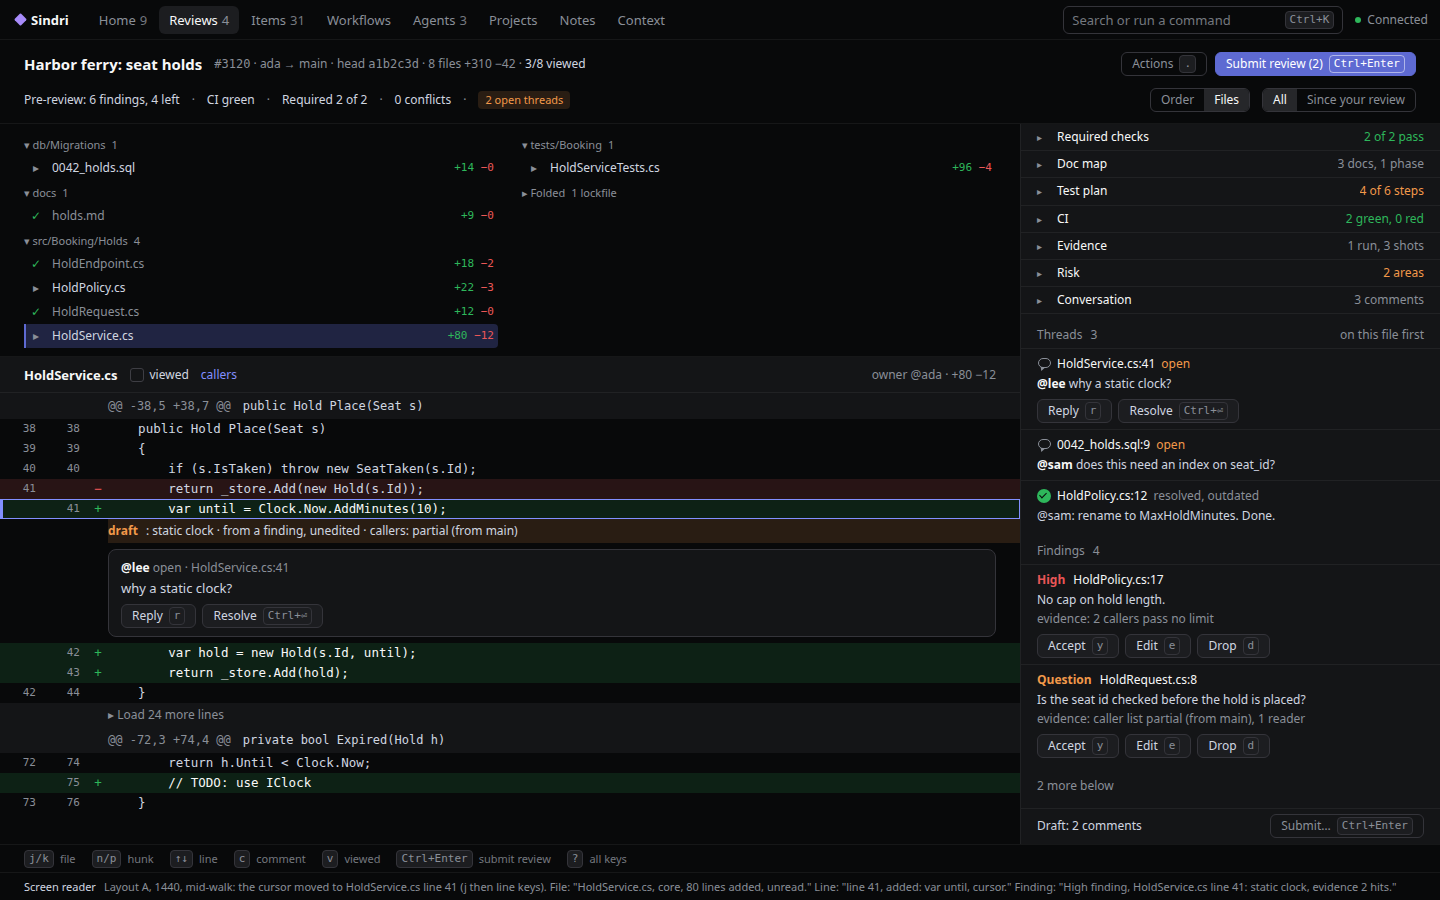 Sindri Home 9 Reviews 4 Items 31 Workflows Agents 3 Projects Notes Context Search or run a command Ctrl+K Connected
Harbor ferry: seat holds #3120 · ada → main · head a1b2c3d · 8 files +310 −42 · 3/8 viewed Actions . Submit review (2) Ctrl+Enter
Pre-review: 6 findings, 4 left · CI green · Required 2 of 2 · 0 conflicts · 2 open threads Order Files All Since your review
▾ db/Migrations 1
▸ 0042_holds.sql +14 −0
▾ docs 1
✓ holds.md +9 −0
▾ src/Booking/Holds 4
✓ HoldEndpoint.cs +18 −2
▸ HoldPolicy.cs +22 −3
✓ HoldRequest.cs +12 −0
▸ HoldService.cs +80 −12
▾ tests/Booking 1
▸ HoldServiceTests.cs +96 −4
▸ Folded 1 lockfile
HoldService.cs viewed callers owner @ada · +80 −12
@@ -38,5 +38,7 @@ public Hold Place(Seat s)
38 38 public Hold Place(Seat s)
39 39 {
40 40 if (s.IsTaken) throw new SeatTaken(s.Id);
41 − return _store.Add(new Hold(s.Id));
41 + var until = Clock.Now.AddMinutes(10);
draft : static clock · from a finding, unedited · callers: partial (from main)
@lee open · HoldService.cs:41
why a static clock?
Reply r Resolve Ctrl+⏎
42 + var hold = new Hold(s.Id, until);
43 + return _store.Add(hold);
42 44 }
▸ Load 24 more lines
@@ -72,3 +74,4 @@ private bool Expired(Hold h)
72 74 return h.Until < Clock.Now;
75 + // TODO: use IClock
73 76 }
▸ Required checks 2 of 2 pass
▸ Doc map 3 docs, 1 phase
▸ Test plan 4 of 6 steps
▸ CI 2 green, 0 red
▸ Evidence 1 run, 3 shots
▸ Risk 2 areas
▸ Conversation 3 comments
Threads 3 on this file first
HoldService.cs:41 open
@lee why a static clock?
Reply r Resolve Ctrl+⏎
0042_holds.sql:9 open
@sam does this need an index on seat_id?
HoldPolicy.cs:12 resolved, outdated
@sam: rename to MaxHoldMinutes. Done.
Findings 4
High HoldPolicy.cs:17
No cap on hold length.
evidence: 2 callers pass no limit
Accept y Edit e Drop d
Question HoldRequest.cs:8
Is the seat id checked before the hold is placed?
evidence: caller list partial (from main), 1 reader
Accept y Edit e Drop d
2 more below
Draft: 2 comments Submit... Ctrl+Enter
j/k file n/p hunk ↑↓ line c comment v viewed Ctrl+Enter submit review ? all keys
Screen reader Layout A, 1440, mid-walk: the cursor moved to HoldService.cs line 41 (j then line keys). File: "HoldService.cs, core, 80 lines added, unread." Line: "line 41, added: var until, cursor." Finding: "High finding, HoldService.cs line 41: static clock, evidence 2 hits."